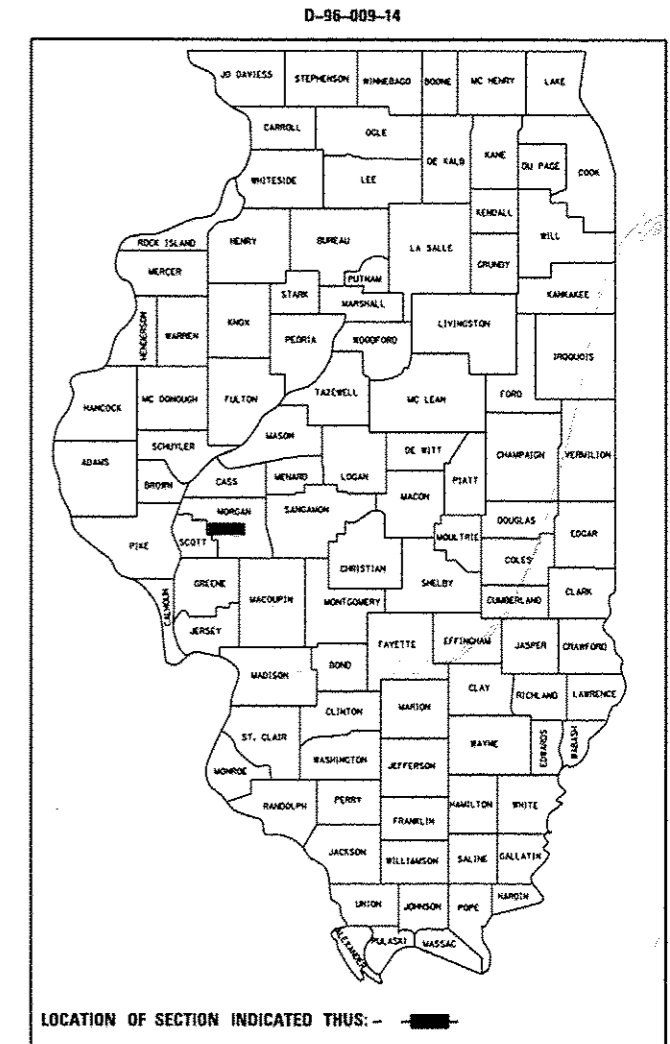 D-96-009-14
JO DAVIESS STEPHENSON WINNEBAGO BOONE MC HENRY LAKE
CARROLL OGLE DE KALB KANE DU PAGE COOK
WHITESIDE LEE
KENDALL WILL
ROCK ISLAND HENRY BUREAU LA SALLE GRUNDY
MERCER PUTNAM KANKAKEE
STARK MARSHALL
HENDERSON WARREN KNOX PEORIA WOODFORD LIVINGSTON IROQUOIS
HANCOCK MC DONOUGH FULTON TAZEWELL MC LEAN FORD
MASON
ADAMS SCHUYLER DE WITT CHAMPAIGN VERMILION
BROWN CASS MENARD LOGAN PIATT
MORGAN SANGAMON MACON
PIKE SCOTT MOULTRIE DOUGLAS EDGAR
CHRISTIAN COLES
GREENE SHELBY
CALHOUN MACOUPIN MONTGOMERY CUMBERLAND CLARK
JERSEY
FAYETTE EFFINGHAM JASPER CRAWFORD
MADISON BOND
CLAY RICHLAND LAWRENCE
CLINTON MARION
ST. CLAIR WAYNE EDWARDS WABASH
MONROE WASHINGTON JEFFERSON
RANDOLPH PERRY HAMILTON WHITE
FRANKLIN
JACKSON WILLIAMSON SALINE GALLATIN
UNION JOHNSON POPE HARDIN
ALEXANDER PULASKI MASSAC
LOCATION OF SECTION INDICATED THUS: -